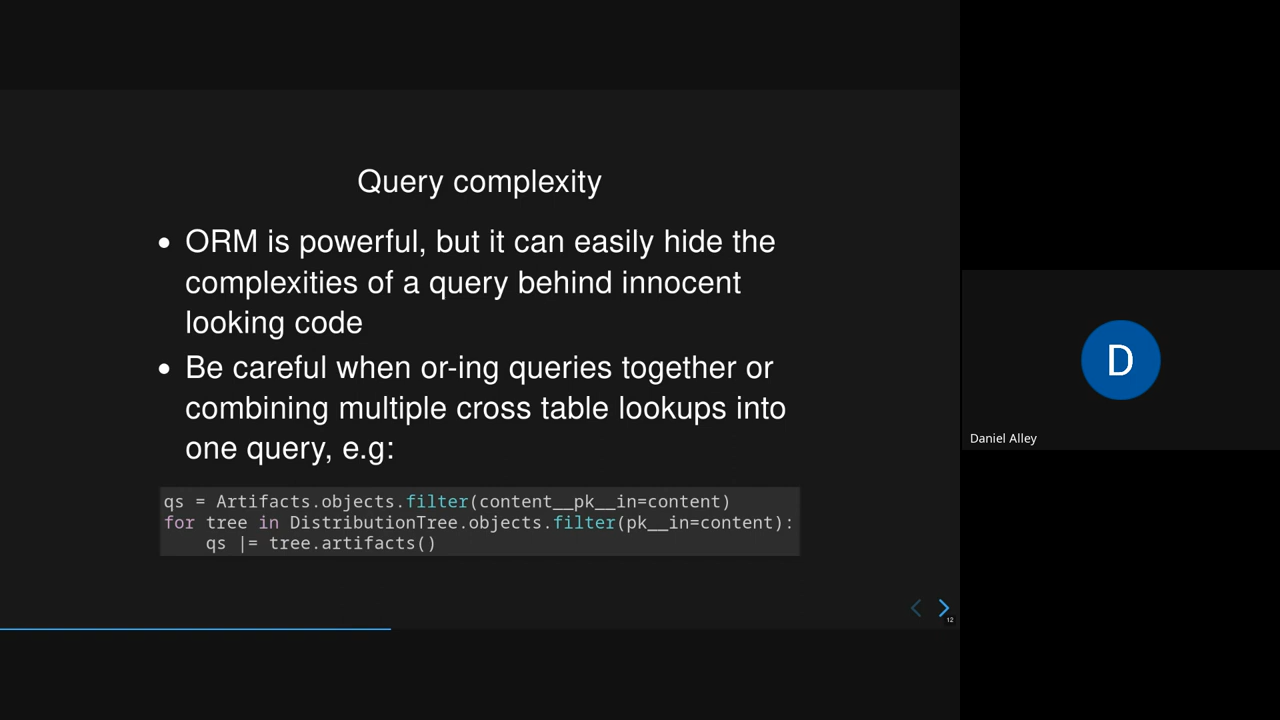 Query complexity
• ORM is powerful, but it can easily hide the
complexities of a query behind innocent
looking code
• Be careful when or-ing queries together or
combining multiple cross table lookups into
one query, e.g:
qs = Artifacts.objects.filter(content__pk__in=content)
for tree in DistributionTree.objects.filter(pk__in=content):
    qs |= tree.artifacts()
12
D
Daniel Alley